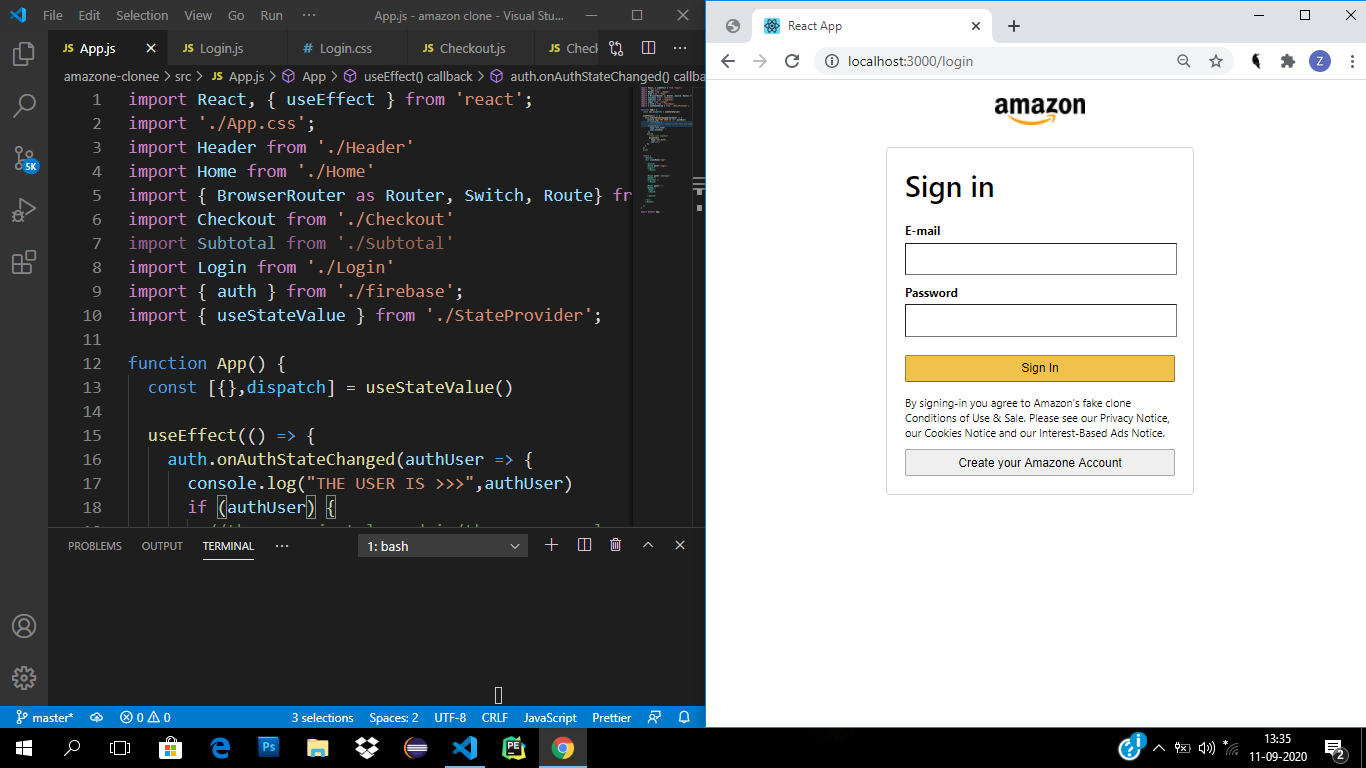 File Edit Selection View Go Run ··· App.js - amazon clone - Visual Stu...
JS App.js JS Login.js # Login.css JS Checkout.js JS Check
amazone-clonee > src > JS App.js > App > useEffect() callback > auth.onAuthStateChanged() callba
1 import React, { useEffect } from 'react';
2 import './App.css';
3 import Header from './Header'
4 import Home from './Home'
5 import { BrowserRouter as Router, Switch, Route} fr
6 import Checkout from './Checkout'
7 import Subtotal from './Subtotal'
8 import Login from './Login'
9 import { auth } from './firebase';
10 import { useStateValue } from './StateProvider';
11
12 function App() {
13 const [{},dispatch] = useStateValue()
14
15 useEffect(() => {
16 auth.onAuthStateChanged(authUser => {
17 console.log("THE USER IS >>>",authUser)
18 if (authUser) {
5K
PROBLEMS OUTPUT TERMINAL ··· 1: bash
master* 0 0 3 selections Spaces: 2 UTF-8 CRLF JavaScript Prettier
React App
localhost:3000/login Z
amazon
Sign in
E-mail
Password
Sign In
By signing-in you agree to Amazon's fake clone
Conditions of Use & Sale. Please see our Privacy Notice,
our Cookies Notice and our Interest-Based Ads Notice.
Create your Amazone Account
Ps PE
13:35
11-09-2020 2